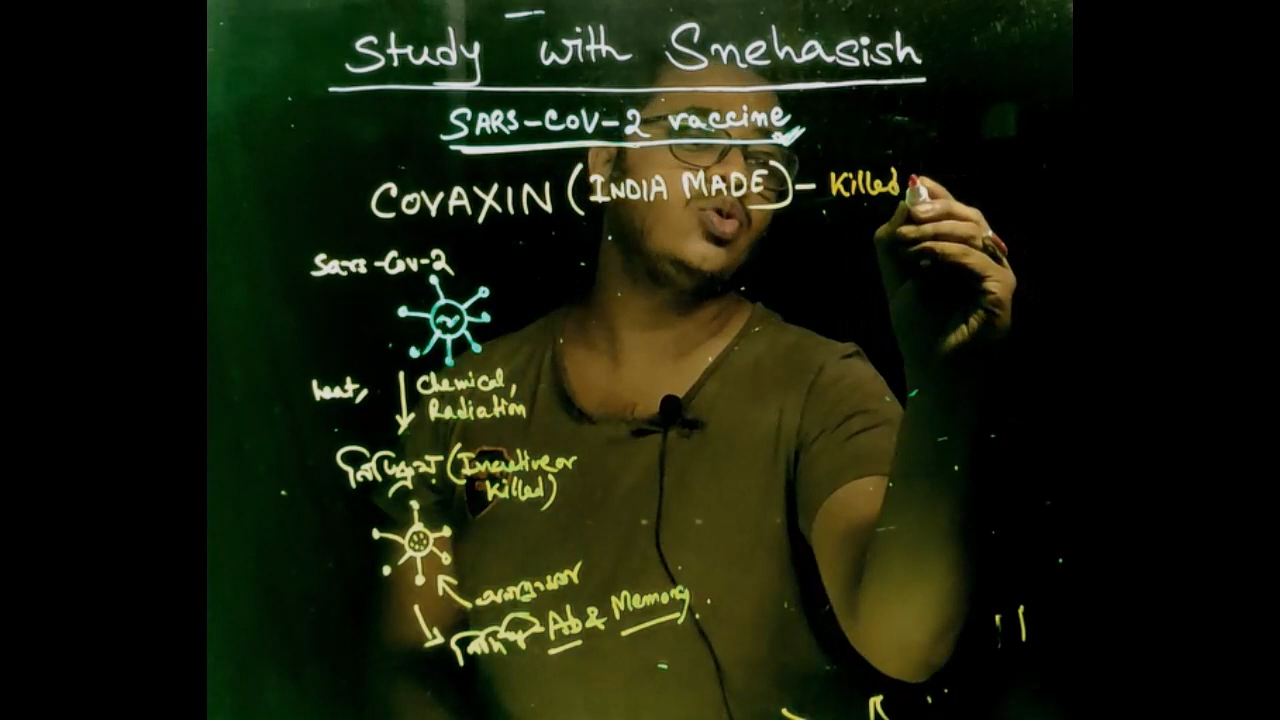 Study with Snehasish
SARS-COV-2 vaccine
COVAXIN (INDIA MADE) - Killed
Sars-Cov-2
heat,
Chemical,
Radiation
নিষ্ক্রিয় (Inactive or
Killed)
নির্দিষ্ট Ab & Memory